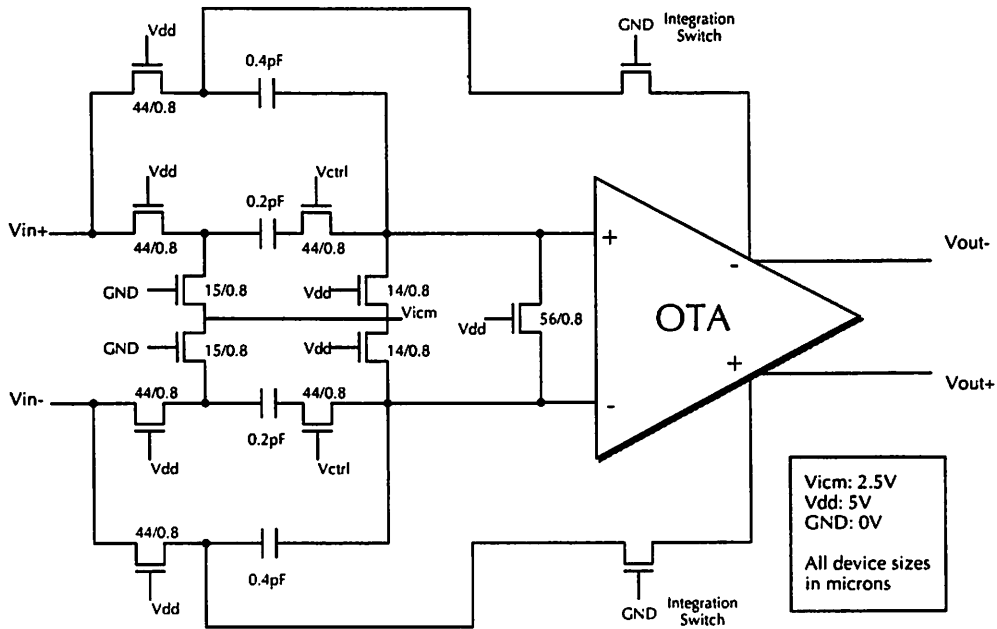 Vdd
GND
Integration
Switch
0.4pF
44/0.8
Vdd
Vctrl
0.2pF
Vin+
44/0.8
44/0.8
+
Vout-
-
GND
15/0.8
Vdd
14/0.8
Vicm
Vdd
56/0.8
OTA
GND
15/0.8
Vdd
14/0.8
+
Vout+
Vin-
44/0.8
44/0.8
-
0.2pF
Vdd
Vctrl
Vicm: 2.5V
Vdd: 5V
GND: 0V
All device sizes
in microns
44/0.8
0.4pF
Vdd
GND
Integration
Switch